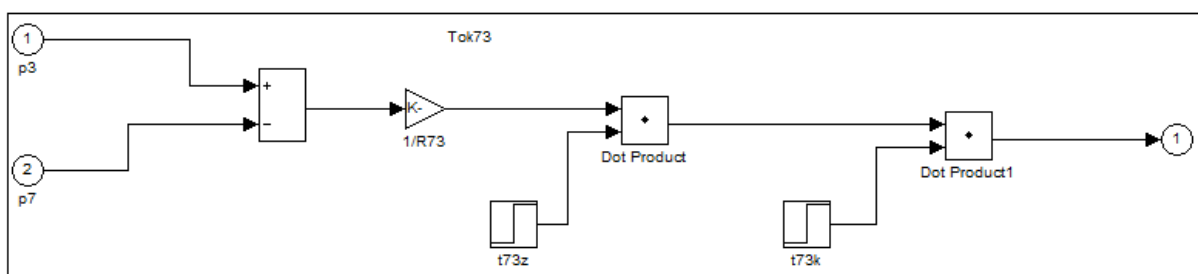 1
Tok73
p3
+
K-
−
1/R73
Dot Product
2
p7
Dot Product1
1
t73z
t73k